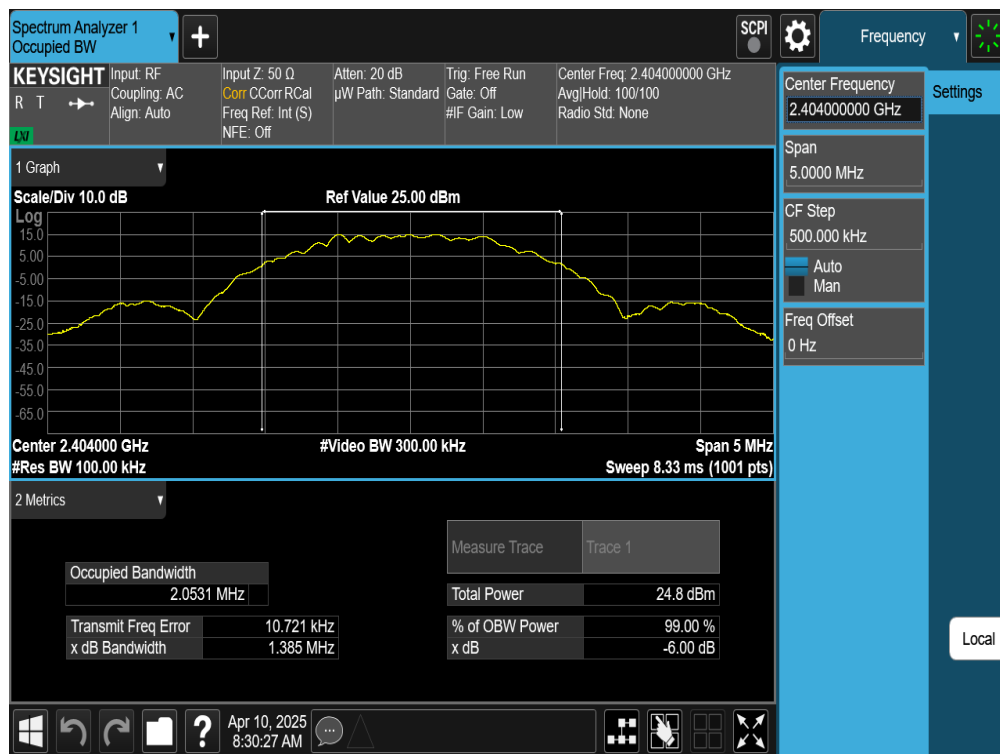 Spectrum Analyzer 1
Occupied BW
+
SCPI
Frequency
KEYSIGHT
R T
LXI
Input: RF
Coupling: AC
Align: Auto
Input Z: 50 Ω
Corr CCorr RCal
Freq Ref: Int (S)
NFE: Off
Atten: 20 dB
µW Path: Standard
Trig: Free Run
Gate: Off
#IF Gain: Low
Center Freq: 2.404000000 GHz
Avg|Hold: 100/100
Radio Std: None
Center Frequency
2.404000000 GHz
Settings
Span
5.0000 MHz
CF Step
500.000 kHz
Auto
Man
Freq Offset
0 Hz
Local
1 Graph
Scale/Div 10.0 dB
Ref Value 25.00 dBm
Log
15.0
5.00
-5.00
-15.0
-25.0
-35.0
-45.0
-55.0
-65.0
Center 2.404000 GHz
#Video BW 300.00 kHz
Span 5 MHz
#Res BW 100.00 kHz
Sweep 8.33 ms (1001 pts)
2 Metrics
Measure Trace
Trace 1
Occupied Bandwidth
2.0531 MHz
Total Power
24.8 dBm
Transmit Freq Error
10.721 kHz
% of OBW Power
99.00 %
x dB Bandwidth
1.385 MHz
x dB
-6.00 dB
?
Apr 10, 2025
8:30:27 AM